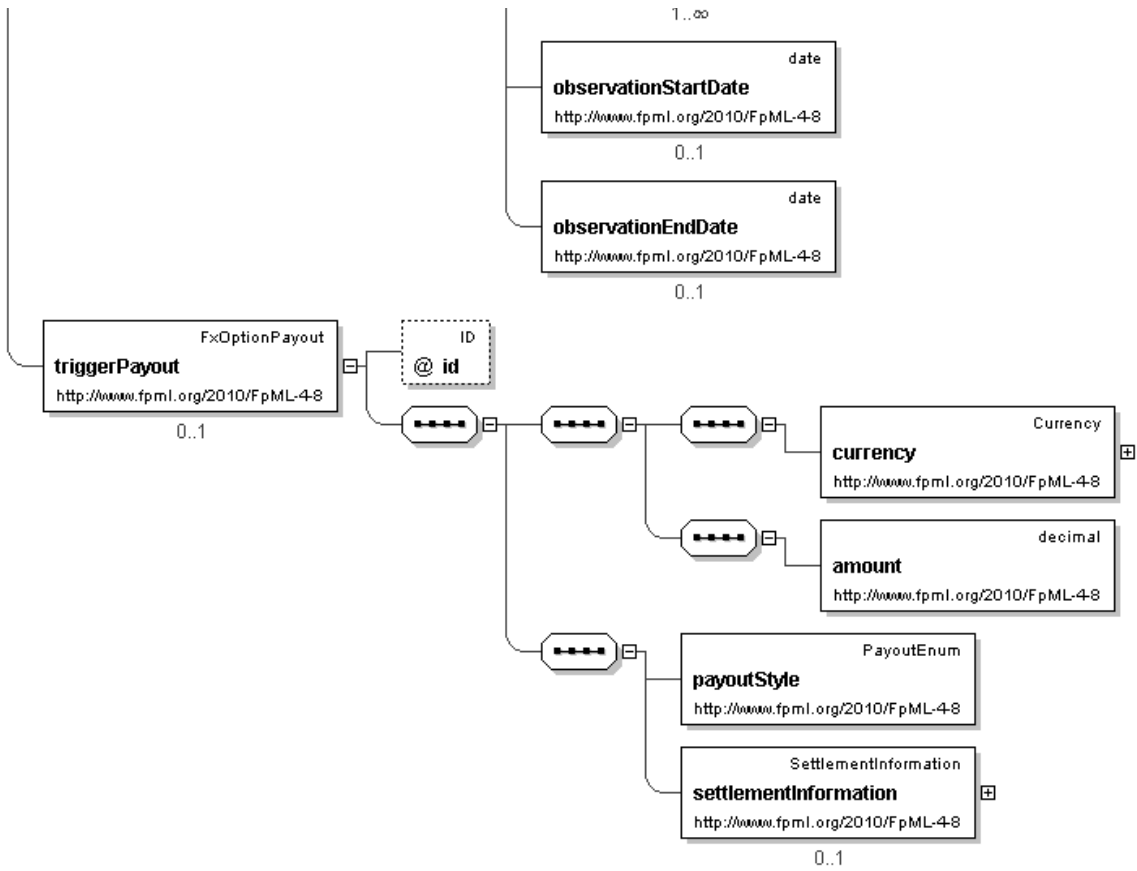 1..∞
date
observationStartDate
http://www.fpml.org/2010/FpML-4-8
0..1
date
observationEndDate
http://www.fpml.org/2010/FpML-4-8
0..1
FxOptionPayout
triggerPayout
http://www.fpml.org/2010/FpML-4-8
0..1
ID
@ id
Currency
currency
http://www.fpml.org/2010/FpML-4-8
decimal
amount
http://www.fpml.org/2010/FpML-4-8
PayoutEnum
payoutStyle
http://www.fpml.org/2010/FpML-4-8
SettlementInformation
settlementInformation
http://www.fpml.org/2010/FpML-4-8
0..1